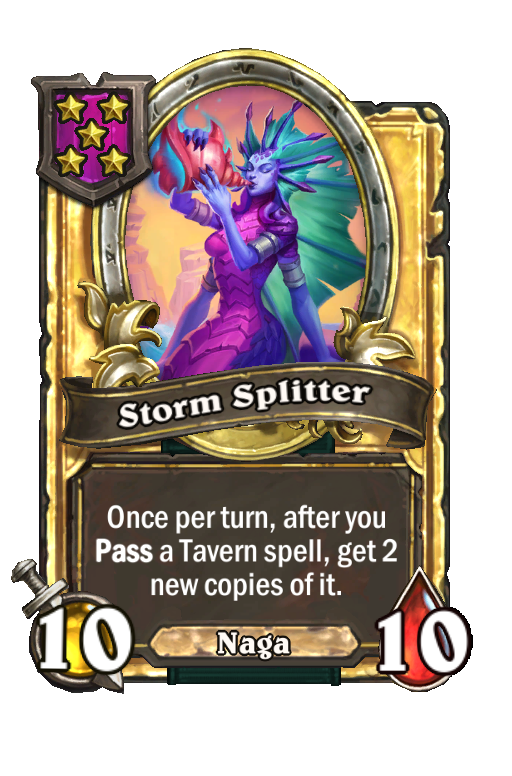 Storm Splitter
Once per turn, after you
Pass a Tavern spell, get 2
new copies of it.
10
Naga
10